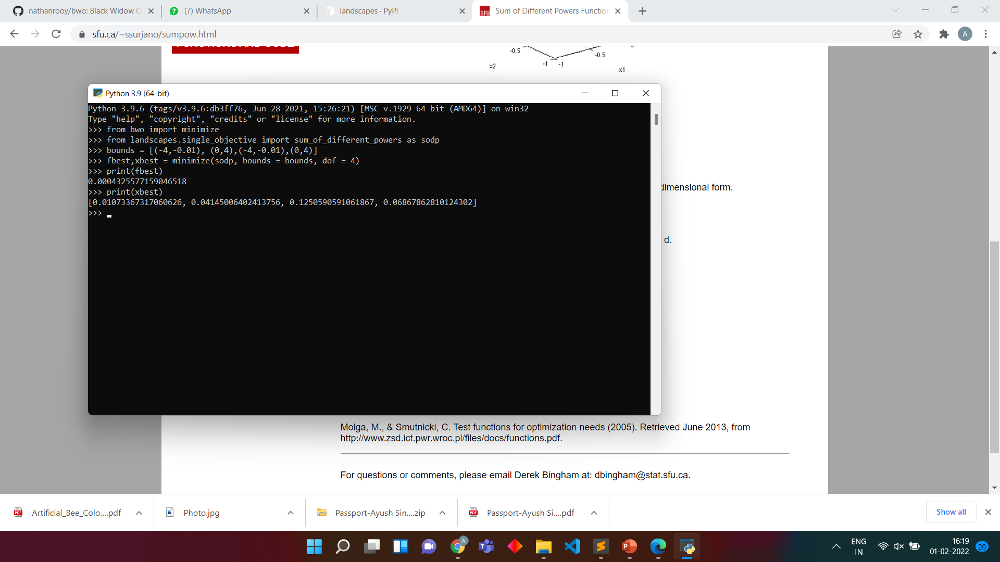 nathanrooy/bwo: Black Widow O
(7) WhatsApp
landscapes · PyPI
SFU Sum of Different Powers Function
sfu.ca/~ssurjano/sumpow.html
A
-0.5
-0.5
-1 -1
x2
x1
Python 3.9 (64-bit)
Python 3.9.6 (tags/v3.9.6:db3ff76, Jun 28 2021, 15:26:21) [MSC v.1929 64 bit (AMD64)] on win32
Type "help", "copyright", "credits" or "license" for more information.
>>> from bwo import minimize
>>> from landscapes.single_objective import sum_of_different_powers as sodp
>>> bounds = [(-4,-0.01), (0,4),(-4,-0.01),(0,4)]
>>> fbest,xbest = minimize(sodp, bounds = bounds, dof = 4)
>>> print(fbest)
0.0004325577159046518
>>> print(xbest)
[0.01073367317060626, 0.04145006402413756, 0.1250590591061867, 0.06867862810124302]
>>>
dimensional form.
d.
Molga, M., & Smutnicki, C. Test functions for optimization needs (2005). Retrieved June 2013, from
http://www.zsd.ict.pwr.wroc.pl/files/docs/functions.pdf.
For questions or comments, please email Derek Bingham at: dbingham@stat.sfu.ca.
Artificial_Bee_Colo....pdf
Photo.jpg
Passport-Ayush Sin....zip
Passport-Ayush Si....pdf
Show all
ENG
IN
16:19
01-02-2022
20